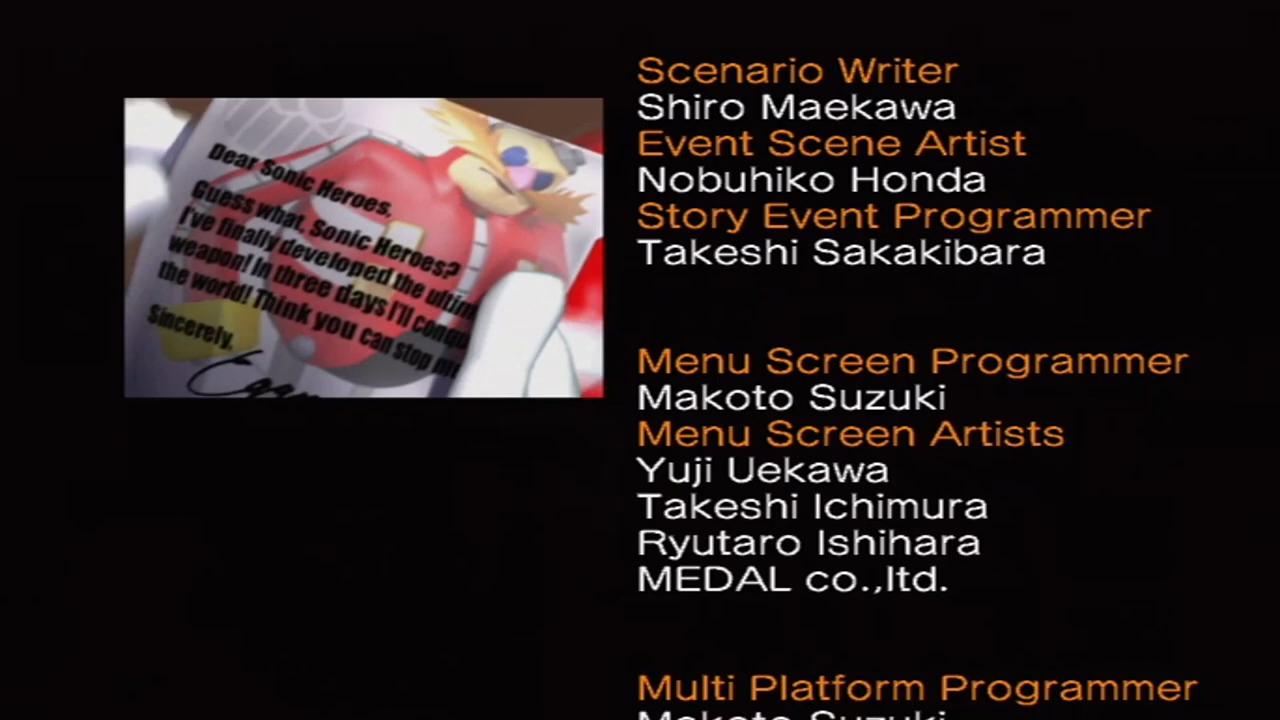 Dear Sonic Heroes,
Guess what, Sonic Heroes?
I've finally developed the
weapon! In three days I'll
the world! Think you can stop
Sincerely,
Scenario Writer
Shiro Maekawa
Event Scene Artist
Nobuhiko Honda
Story Event Programmer
Takeshi Sakakibara
Menu Screen Programmer
Makoto Suzuki
Menu Screen Artists
Yuji Uekawa
Takeshi Ichimura
Ryutaro Ishihara
MEDAL co.,ltd.
Multi Platform Programmer
Makoto Suzuki